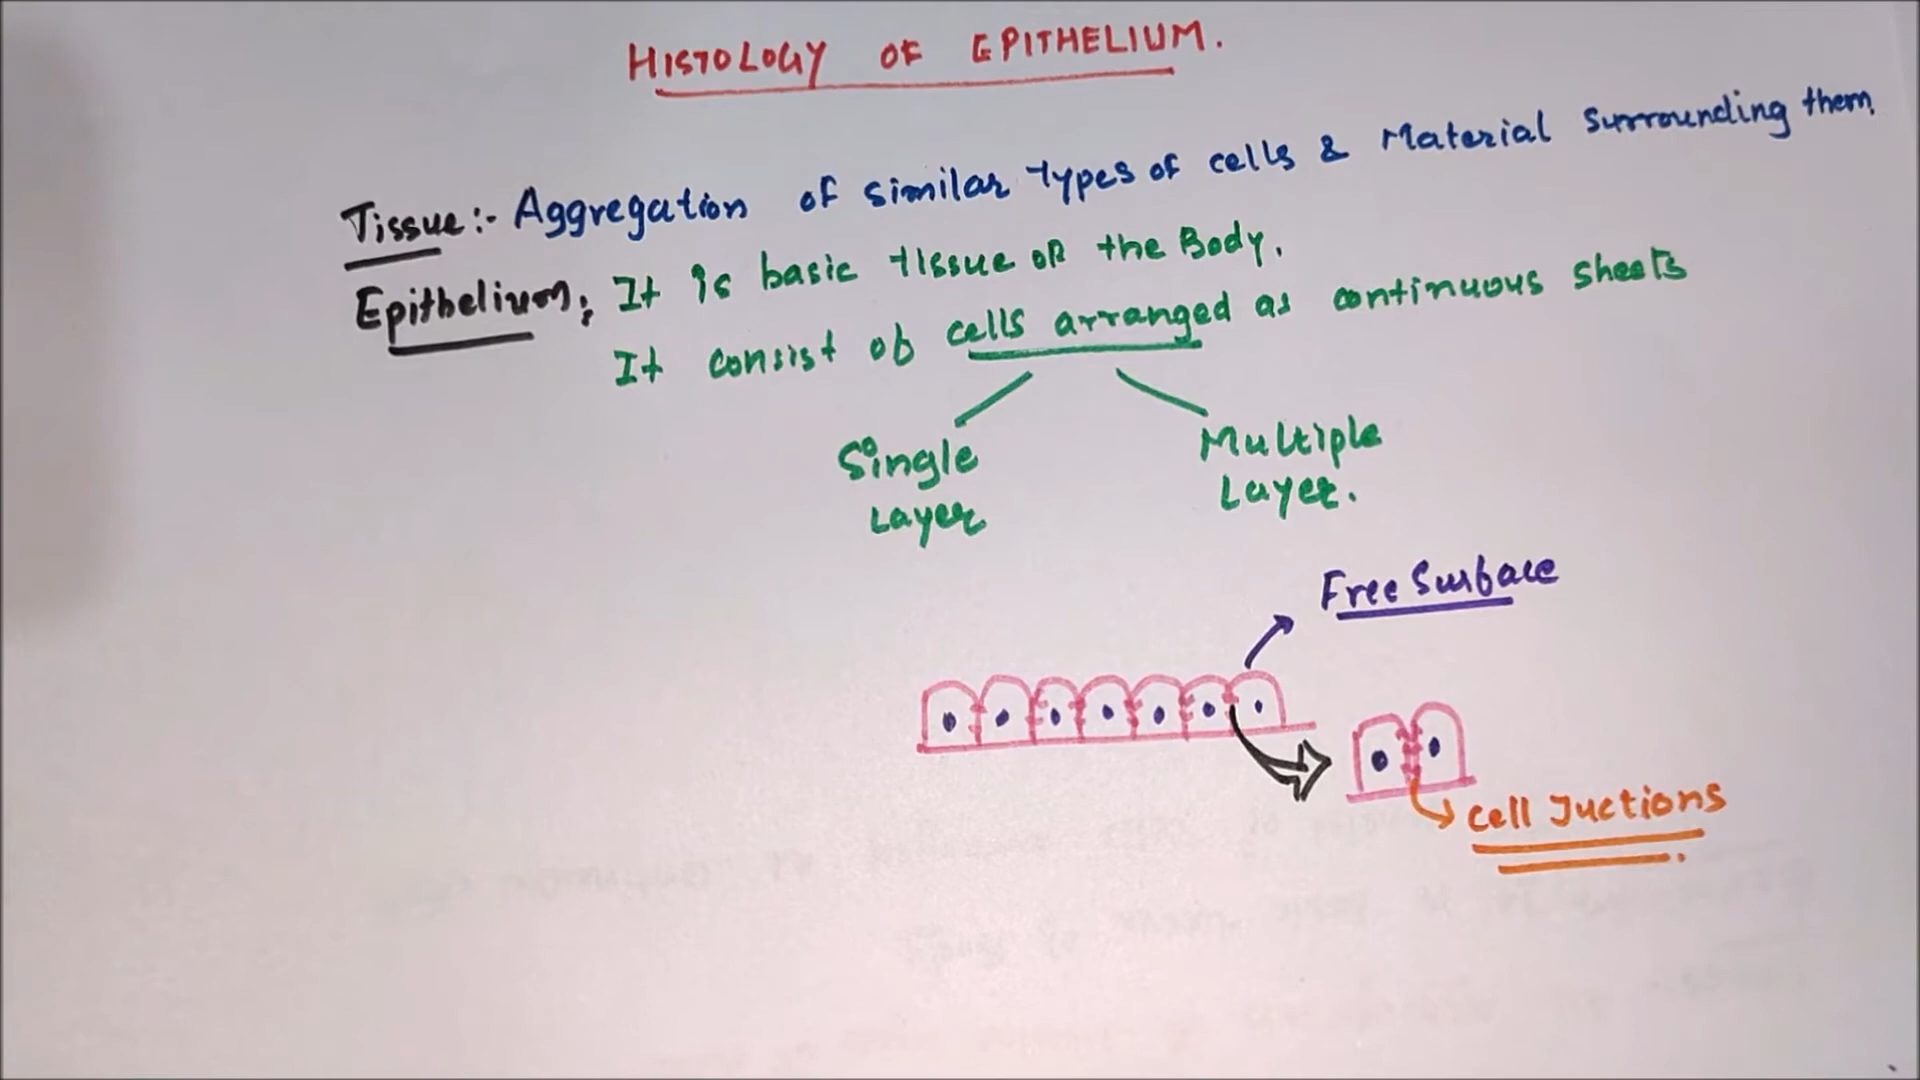 HISTOLOGY OF EPITHELIUM.
Tissue:- Aggregation of similar types of cells & Material surrounding them.
Epithelium: It is basic tissue of the Body.
It consist of cells arranged as continuous sheets
Single Layer
Multiple Layer.
Free Surface
cell Juctions